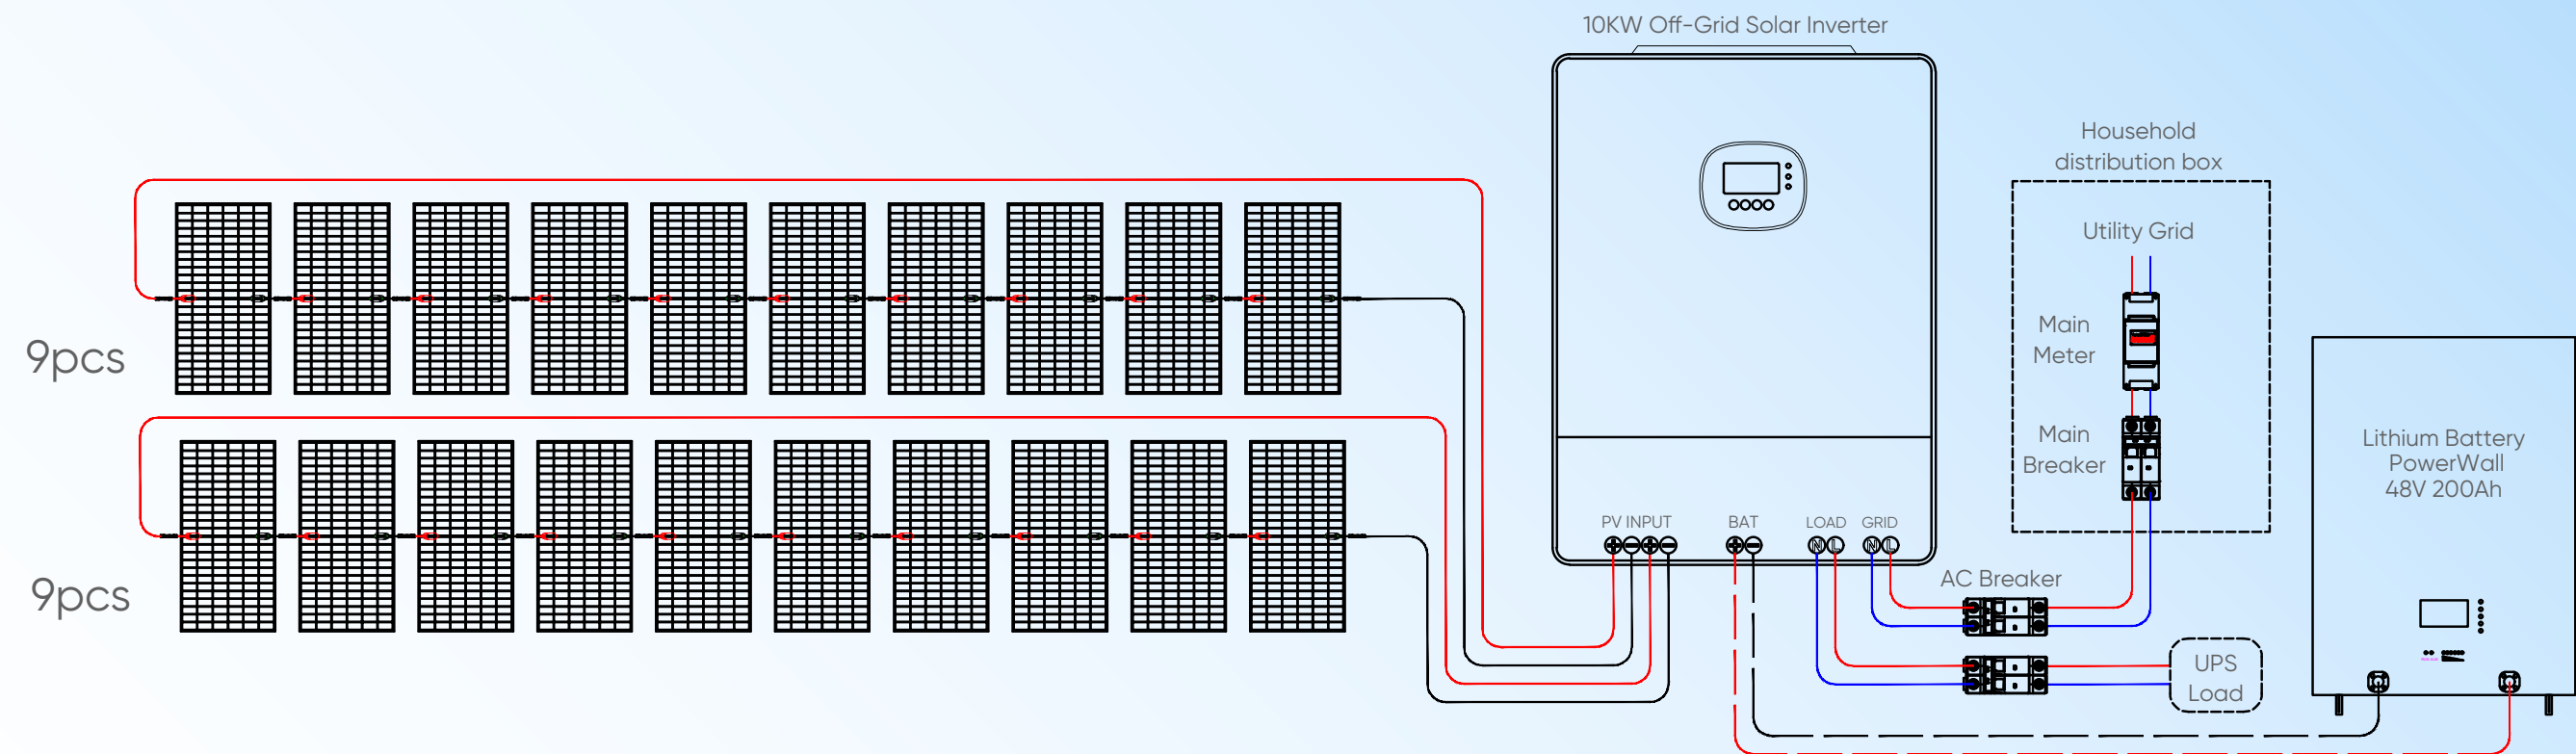 10KW Off-Grid Solar Inverter
Household
distribution box
Utility Grid
Main
Meter
Main
Breaker
9pcs
9pcs
PV INPUT
BAT
LOAD
GRID
N
L
N
L
AC Breaker
UPS
Load
Lithium Battery
PowerWall
48V 200Ah